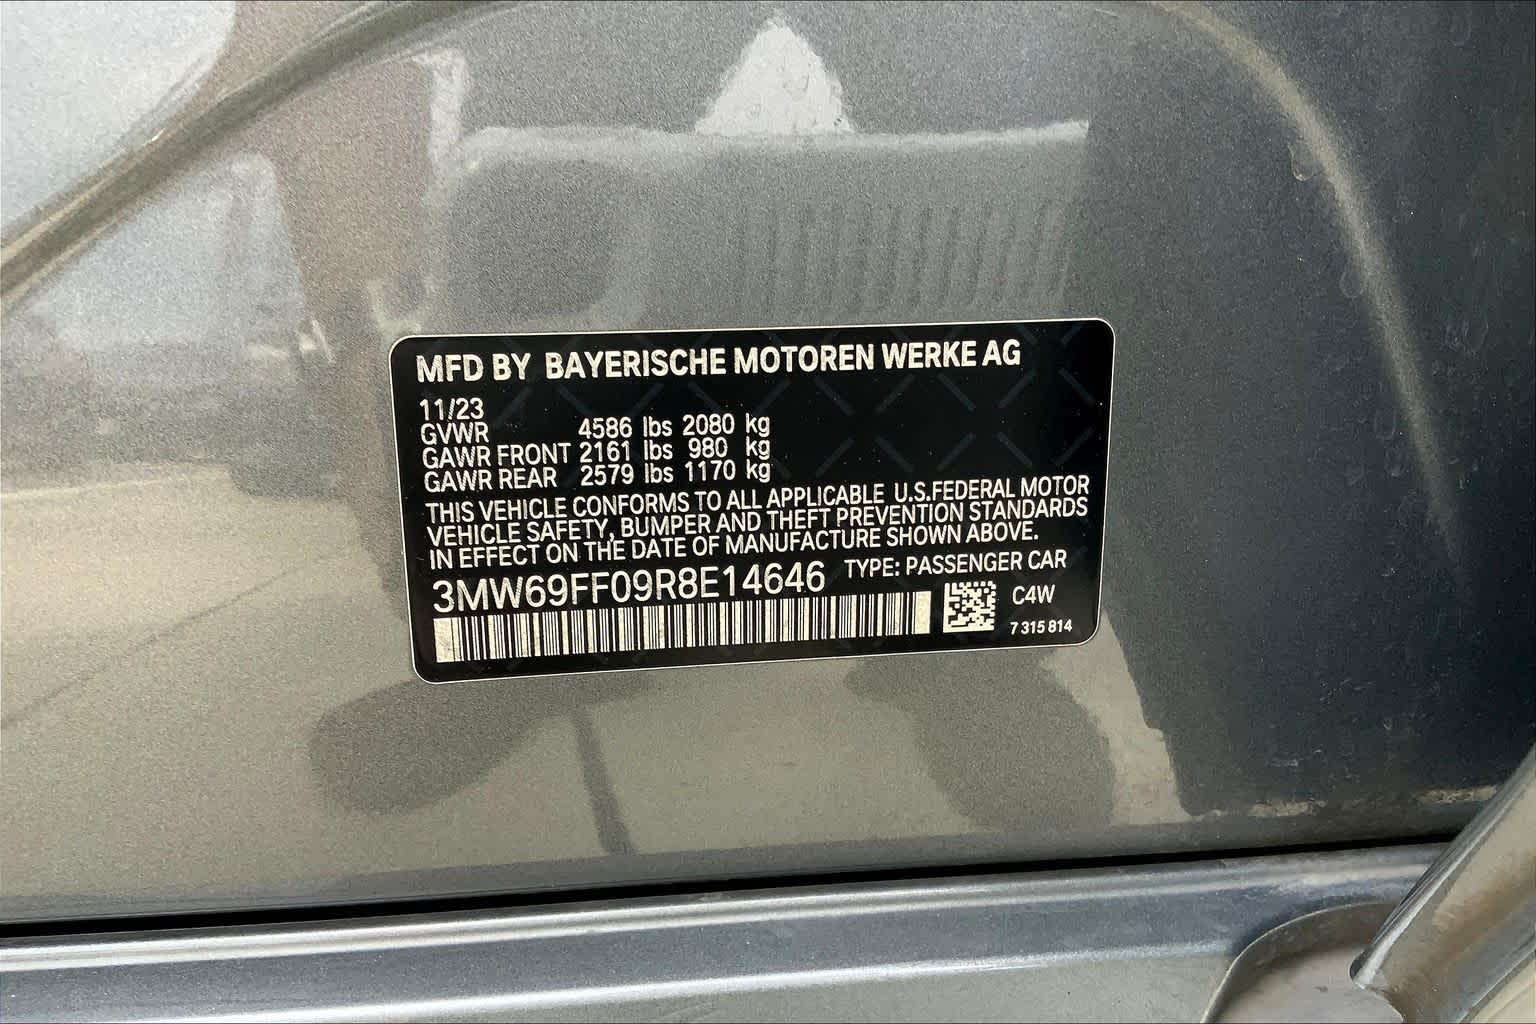 MFD BY BAYERISCHE MOTOREN WERKE AG
11/23
GVWR 4586 lbs 2080 kg
GAWR FRONT 2161 lbs 980 kg
GAWR REAR 2579 lbs 1170 kg
THIS VEHICLE CONFORMS TO ALL APPLICABLE U.S.FEDERAL MOTOR
VEHICLE SAFETY, BUMPER AND THEFT PREVENTION STANDARDS
IN EFFECT ON THE DATE OF MANUFACTURE SHOWN ABOVE.
3MW69FF09R8E14646 TYPE: PASSENGER CAR
C4W
7 315 814